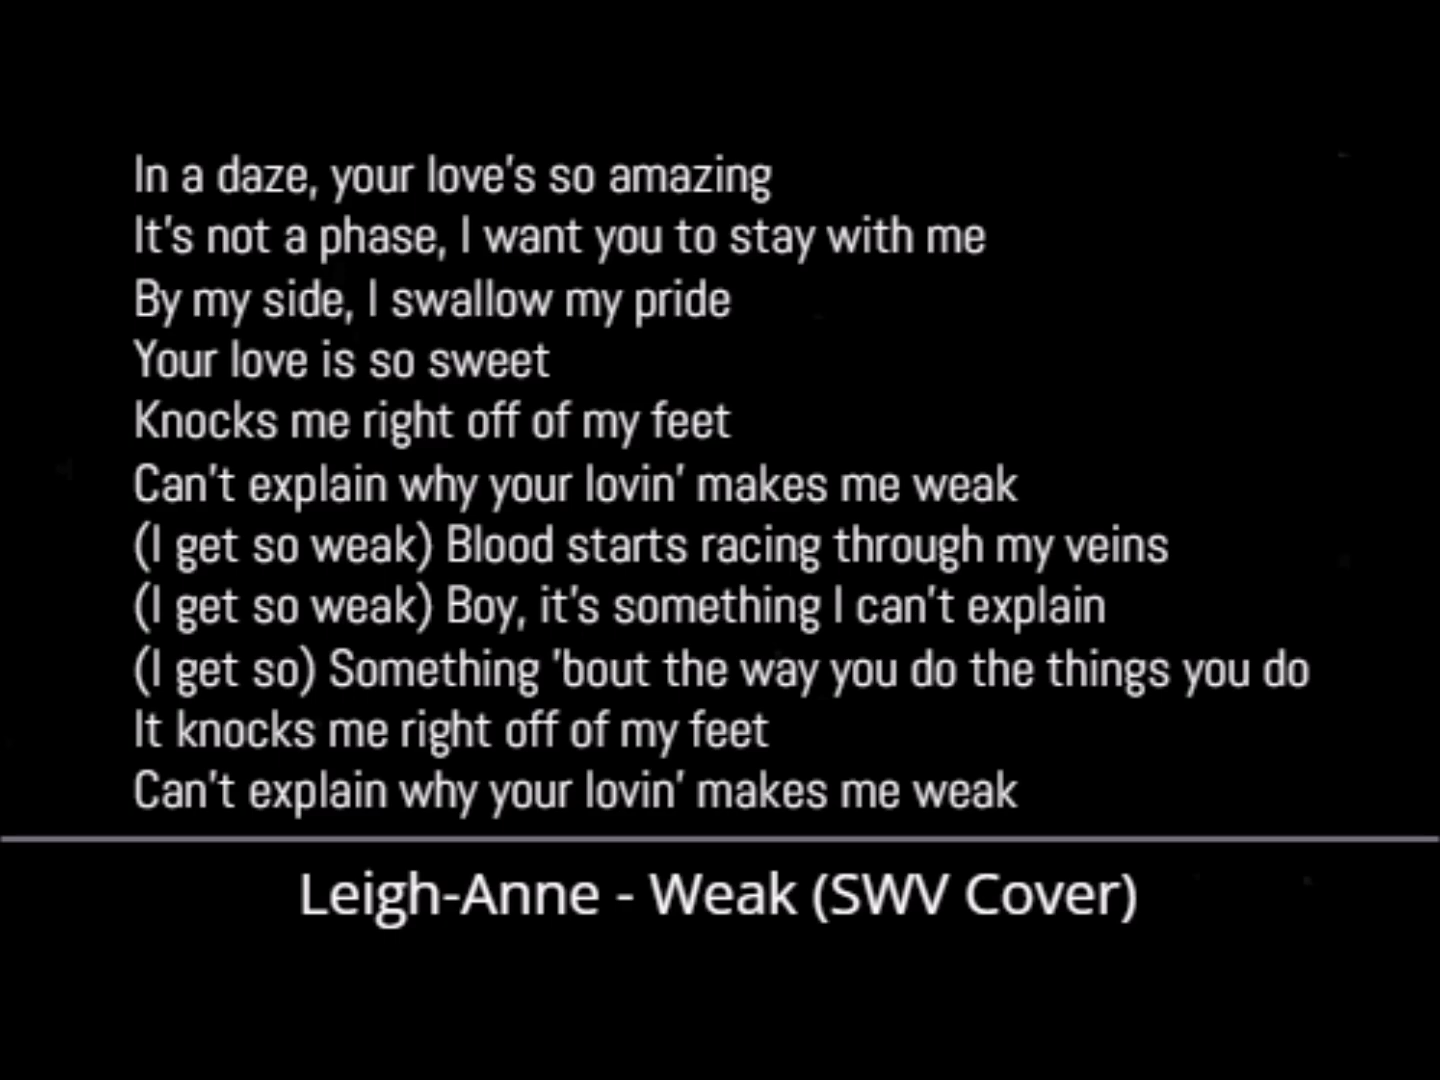 In a daze, your love's so amazing
It's not a phase, I want you to stay with me
By my side, I swallow my pride
Your love is so sweet
Knocks me right off of my feet
Can't explain why your lovin' makes me weak
(I get so weak) Blood starts racing through my veins
(I get so weak) Boy, it's something I can't explain
(I get so) Something 'bout the way you do the things you do
It knocks me right off of my feet
Can't explain why your lovin' makes me weak
Leigh-Anne - Weak (SWV Cover)